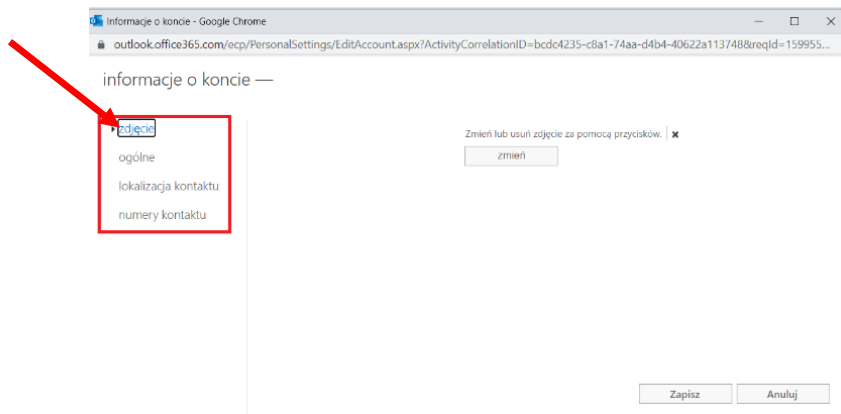 Informacje o koncie - Google Chrome
outlook.office365.com/ecp/PersonalSettings/EditAccount.aspx?ActivityCorrelationID=bcdc4235-c8a1-74aa-d4b4-40622a113748&reqId=159955...
informacje o koncie —
zdjęcie
ogólne
lokalizacja kontaktu
numery kontaktu
Zmień lub usuń zdjęcie za pomocą przycisków.
zmień
Zapisz
Anuluj